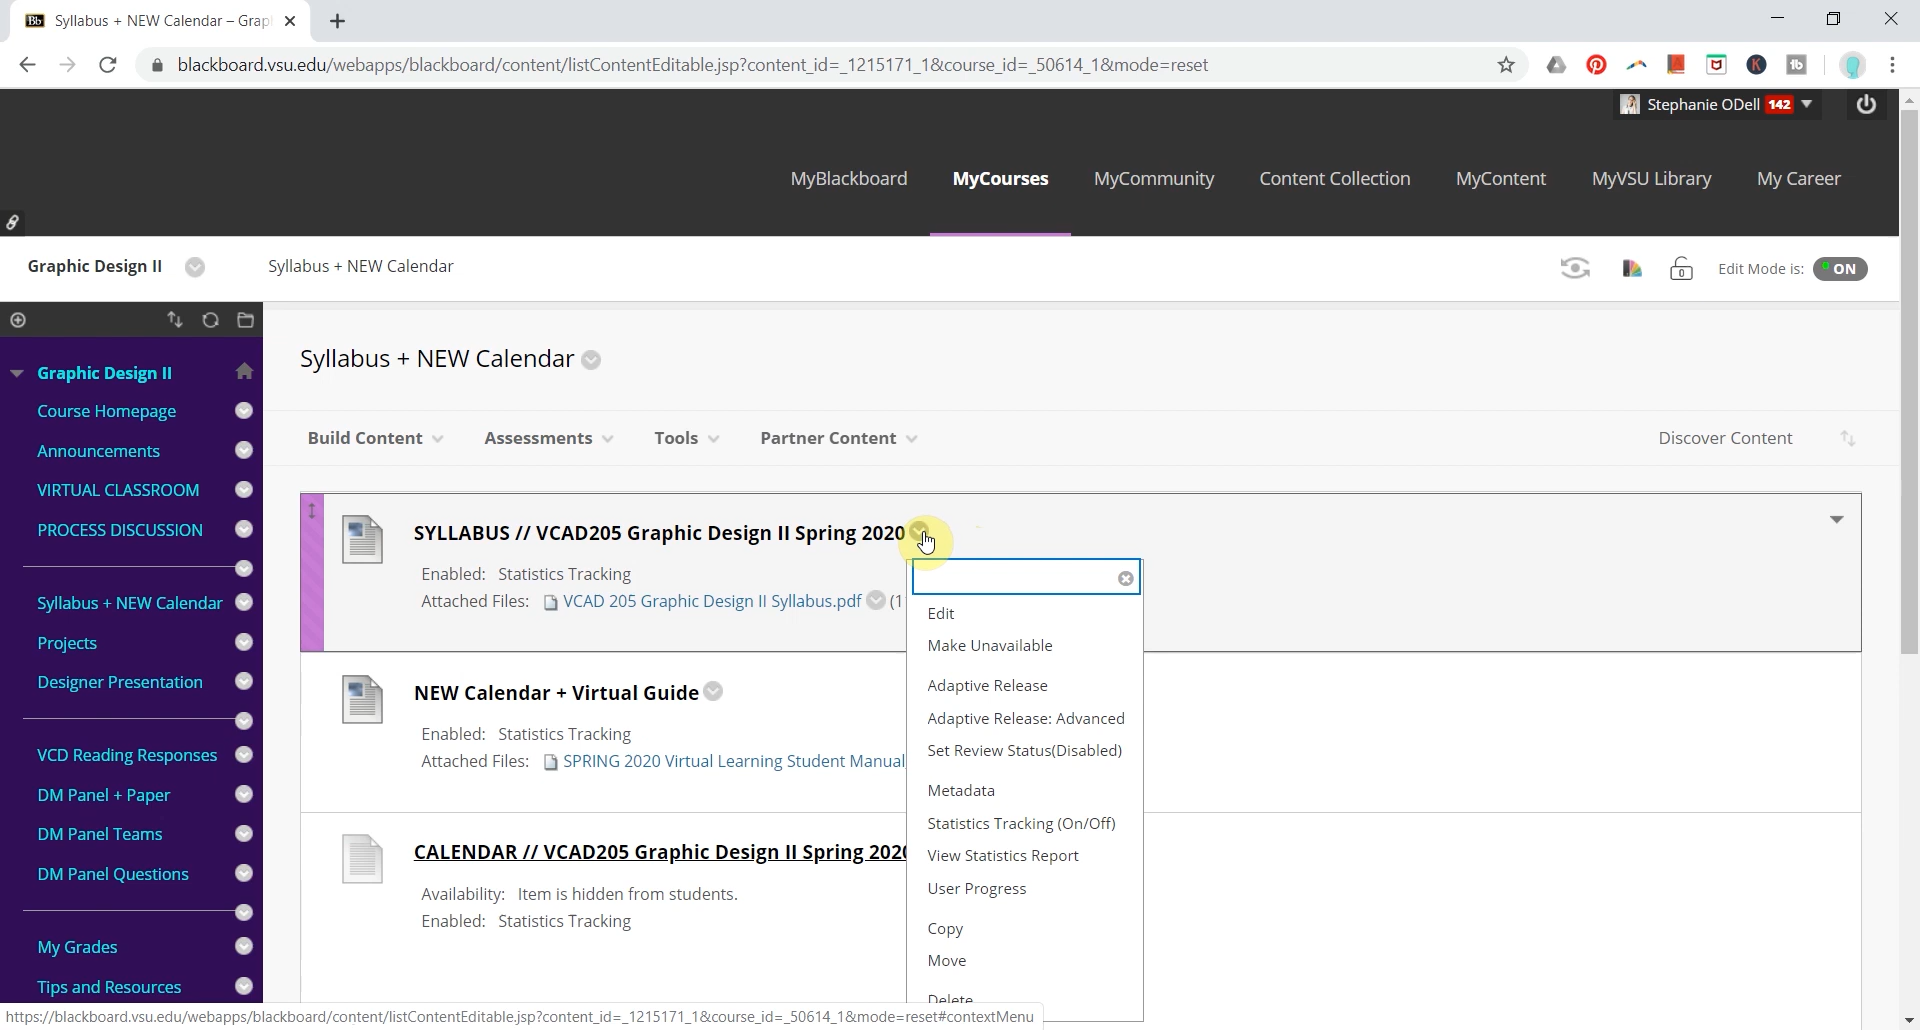 Bb Syllabus + NEW Calendar – Grap
blackboard.vsu.edu/webapps/blackboard/content/listContentEditable.jsp?content_id=_1215171_1&course_id=_50614_1&mode=reset
Stephanie ODell 142
MyBlackboard MyCourses MyCommunity Content Collection MyContent MyVSU Library My Career
Graphic Design II Syllabus + NEW Calendar Edit Mode is: ON
Graphic Design II
Course Homepage
Announcements
VIRTUAL CLASSROOM
PROCESS DISCUSSION
Syllabus + NEW Calendar
Projects
Designer Presentation
VCD Reading Responses
DM Panel + Paper
DM Panel Teams
DM Panel Questions
My Grades
Tips and Resources
Syllabus + NEW Calendar
Build Content Assessments Tools Partner Content Discover Content
SYLLABUS // VCAD205 Graphic Design II Spring 2020
Enabled: Statistics Tracking
Attached Files: VCAD 205 Graphic Design II Syllabus.pdf (1
NEW Calendar + Virtual Guide
Enabled: Statistics Tracking
Attached Files: SPRING 2020 Virtual Learning Student Manual
CALENDAR // VCAD205 Graphic Design II Spring 2020
Availability: Item is hidden from students.
Enabled: Statistics Tracking
Edit
Make Unavailable
Adaptive Release
Adaptive Release: Advanced
Set Review Status(Disabled)
Metadata
Statistics Tracking (On/Off)
View Statistics Report
User Progress
Copy
Move
Delete
https://blackboard.vsu.edu/webapps/blackboard/content/listContentEditable.jsp?content_id=_1215171_1&course_id=_50614_1&mode=reset#contextMenu